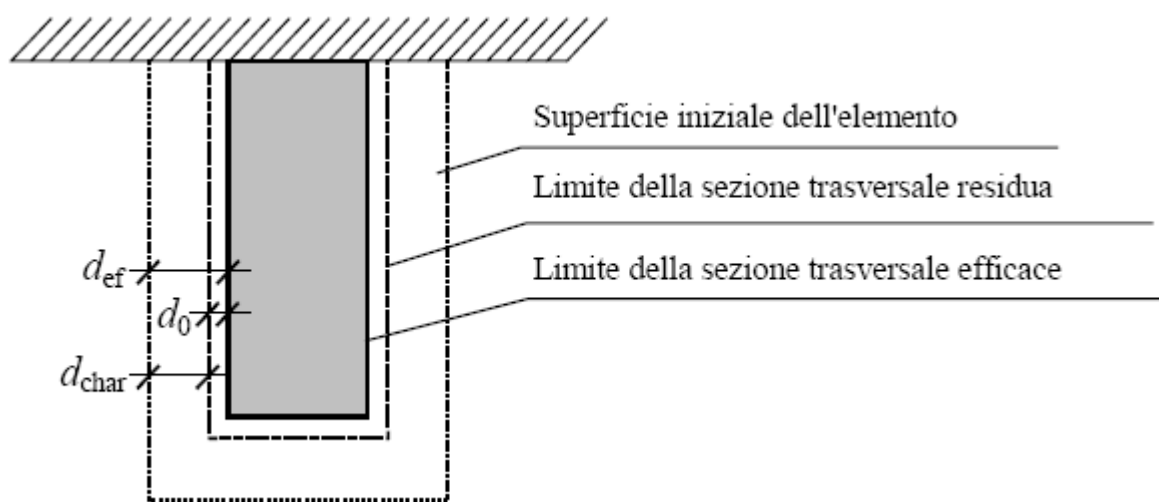 Superficie iniziale dell'elemento
Limite della sezione trasversale residua
Limite della sezione trasversale efficace
def
d0
dchar